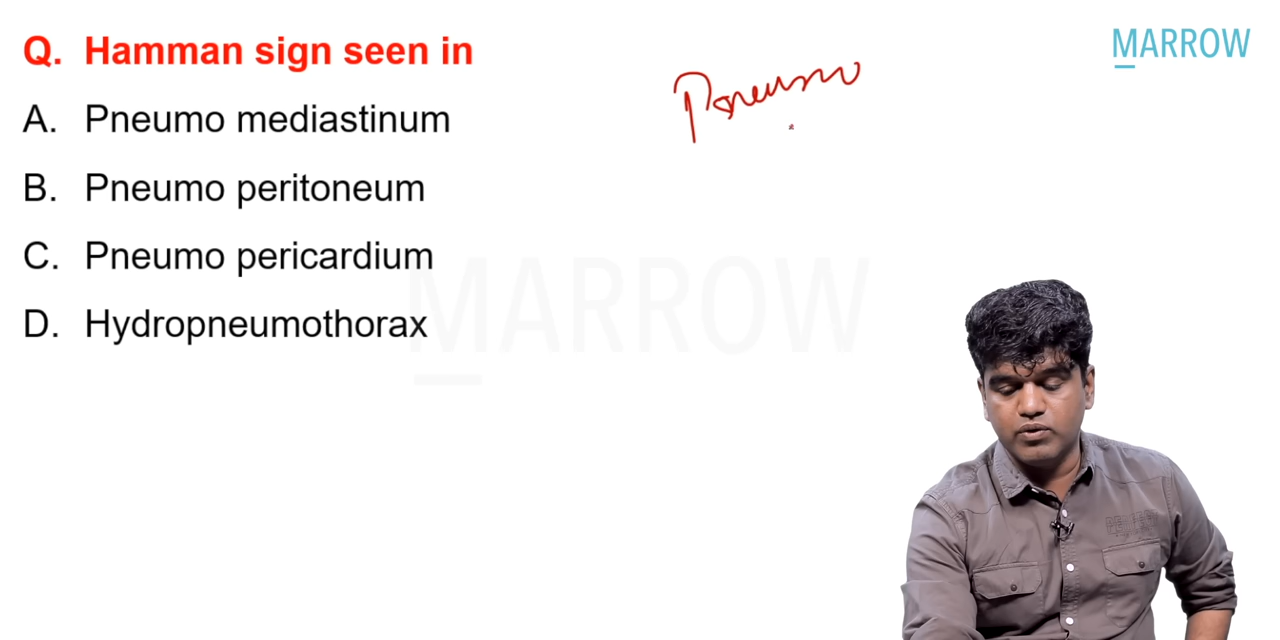 Q. Hamman sign seen in
A. Pneumo mediastinum
B. Pneumo peritoneum
C. Pneumo pericardium
D. Hydropneumothorax
Pneumo
MARROW
MARROW